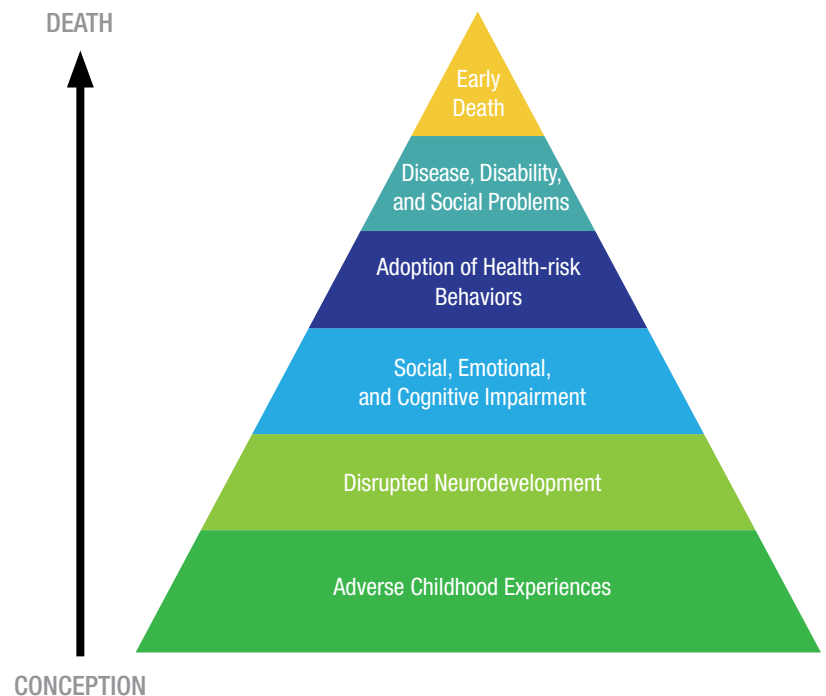 DEATH
Early
Death
Disease, Disability,
and Social Problems
Adoption of Health-risk
Behaviors
Social, Emotional,
and Cognitive Impairment
Disrupted Neurodevelopment
Adverse Childhood Experiences
CONCEPTION